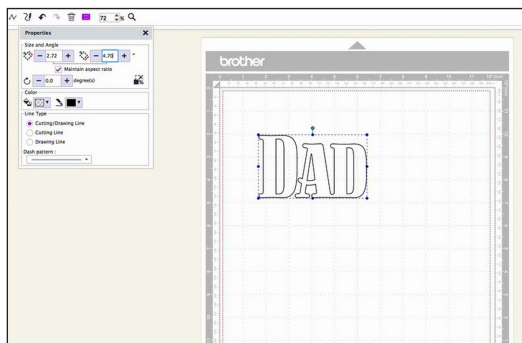 72 %
Properties X
Size and Angle
2.72 4.70 "
Maintain aspect ratio
0.0 degree(s)
Color
Line Type
Cutting/Drawing Line
Cutting Line
Drawing Line
Dash pattern :
brother
DAD